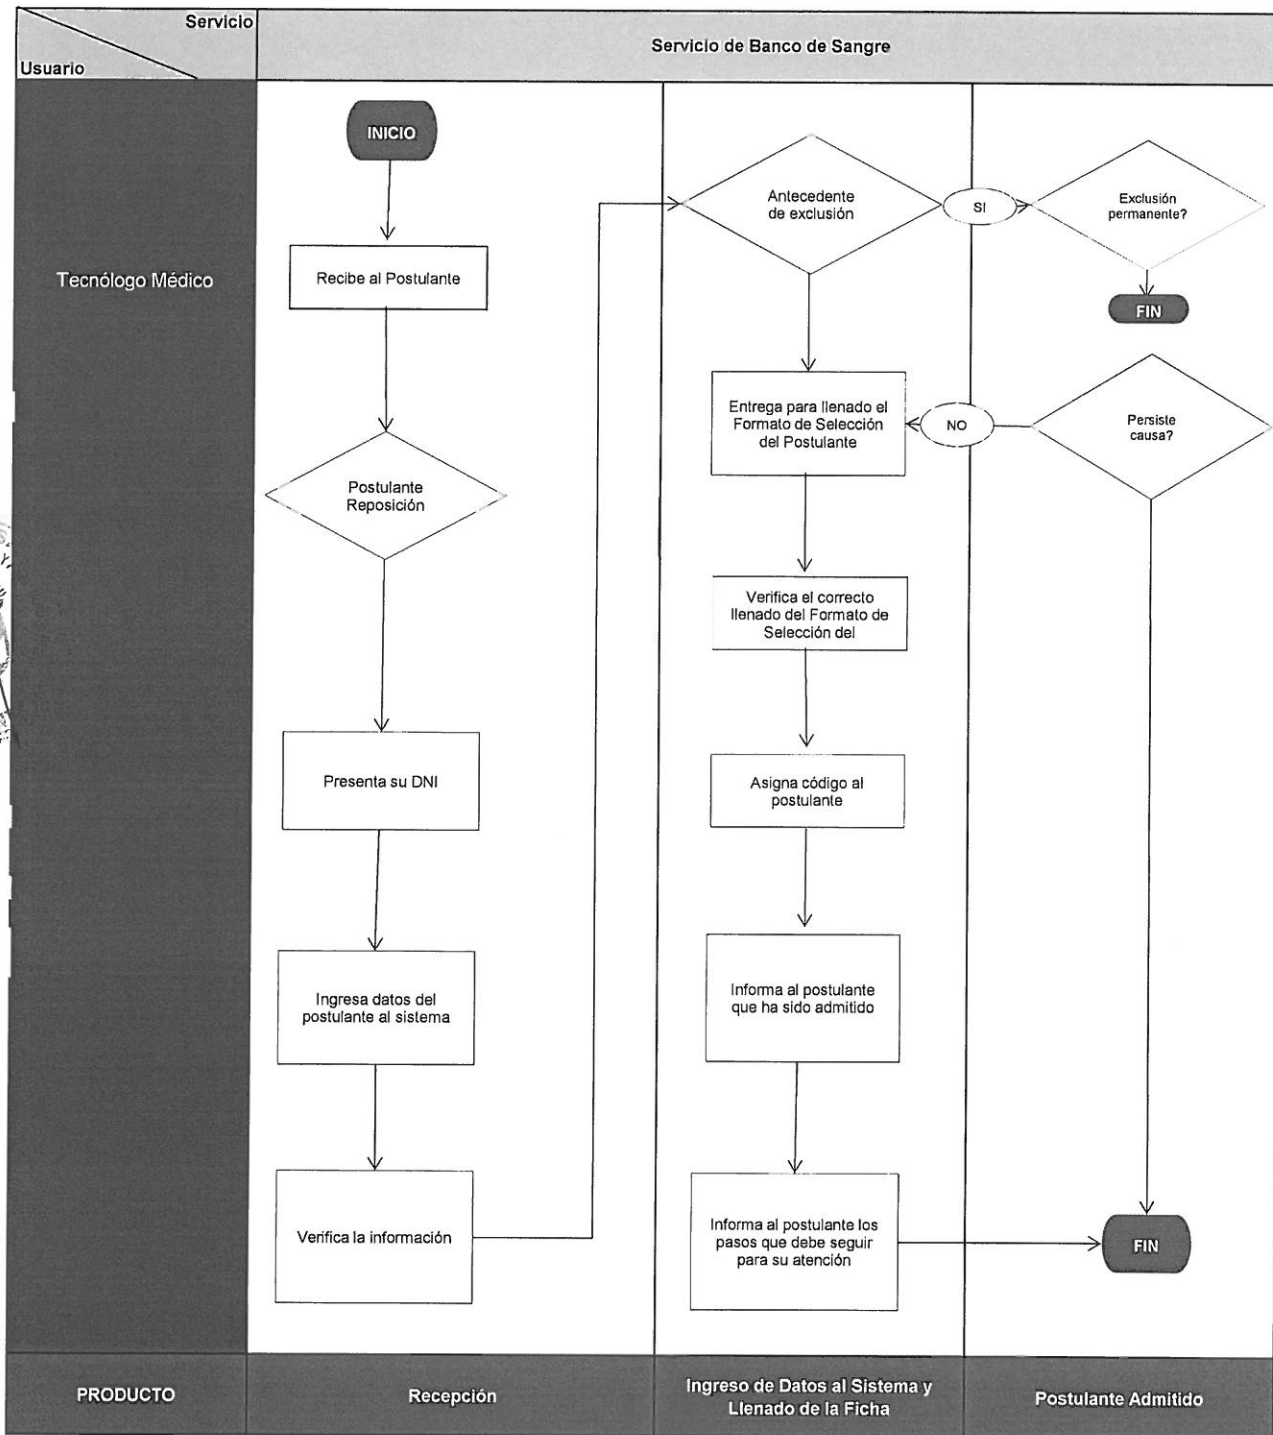 Servicio
Usuario
Servicio de Banco de Sangre
Tecnólogo Médico
INICIO
Recibe al Postulante
Postulante
Reposición
Presenta su DNI
Ingresa datos del
postulante al sistema
Verifica la información
Antecedente
de exclusión
SI
Exclusión
permanente?
FIN
Entrega para llenado el
Formato de Selección
del Postulante
NO
Persiste
causa?
Verifica el correcto
llenado del Formato de
Selección del
Asigna código al
postulante
Informa al postulante
que ha sido admitido
Informa al postulante los
pasos que debe seguir
para su atención
FIN
PRODUCTO
Recepción
Ingreso de Datos al Sistema y
Llenado de la Ficha
Postulante Admitido